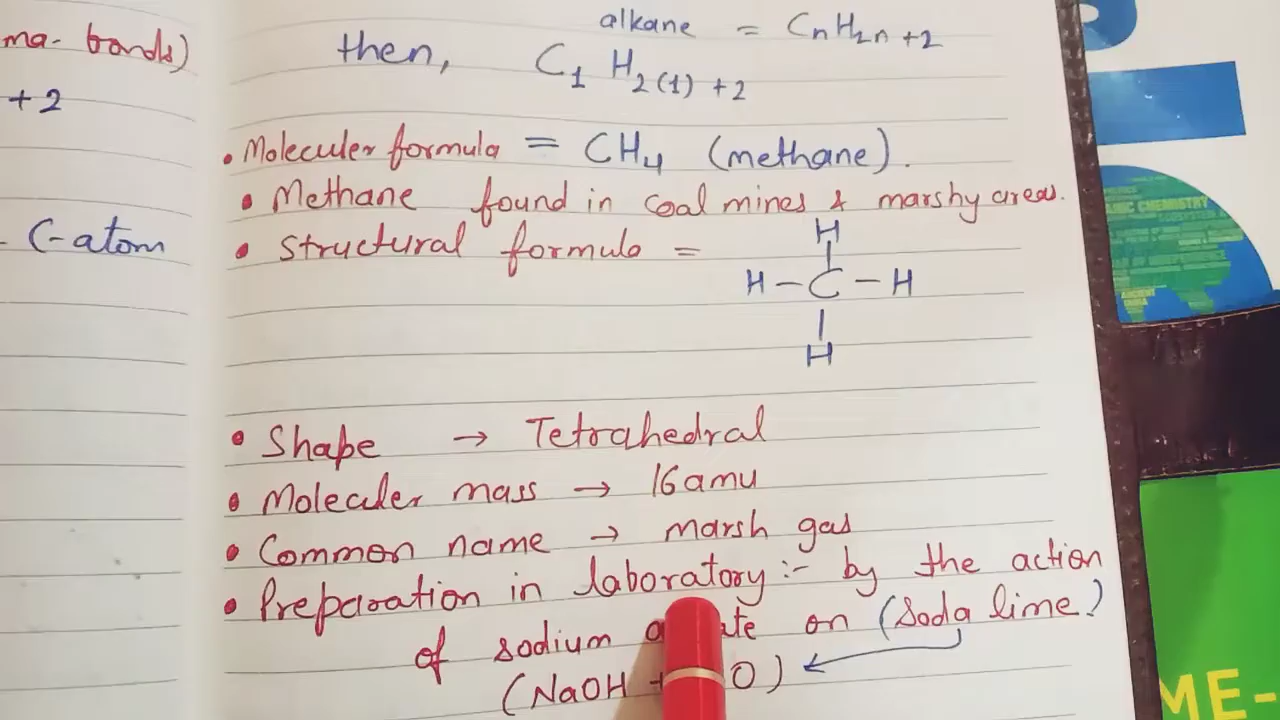 ma- bonds)
+2
- C-atom
alkane = CnH2n+2
then, C1 H2(1)+2
• Moleculer formula = CH4 (methane).
• Methane found in coal mines & marshy areas.
• Structural formula =
H
H – C – H
H
• Shape → Tetrahedral
• Moleculer mass → 16amu
• Common name → marsh gas
• Preparation in laboratory :- by the action
of sodium on (Soda lime)
(NaOH + O)
ORGANIC CHEMISTRY
ME-